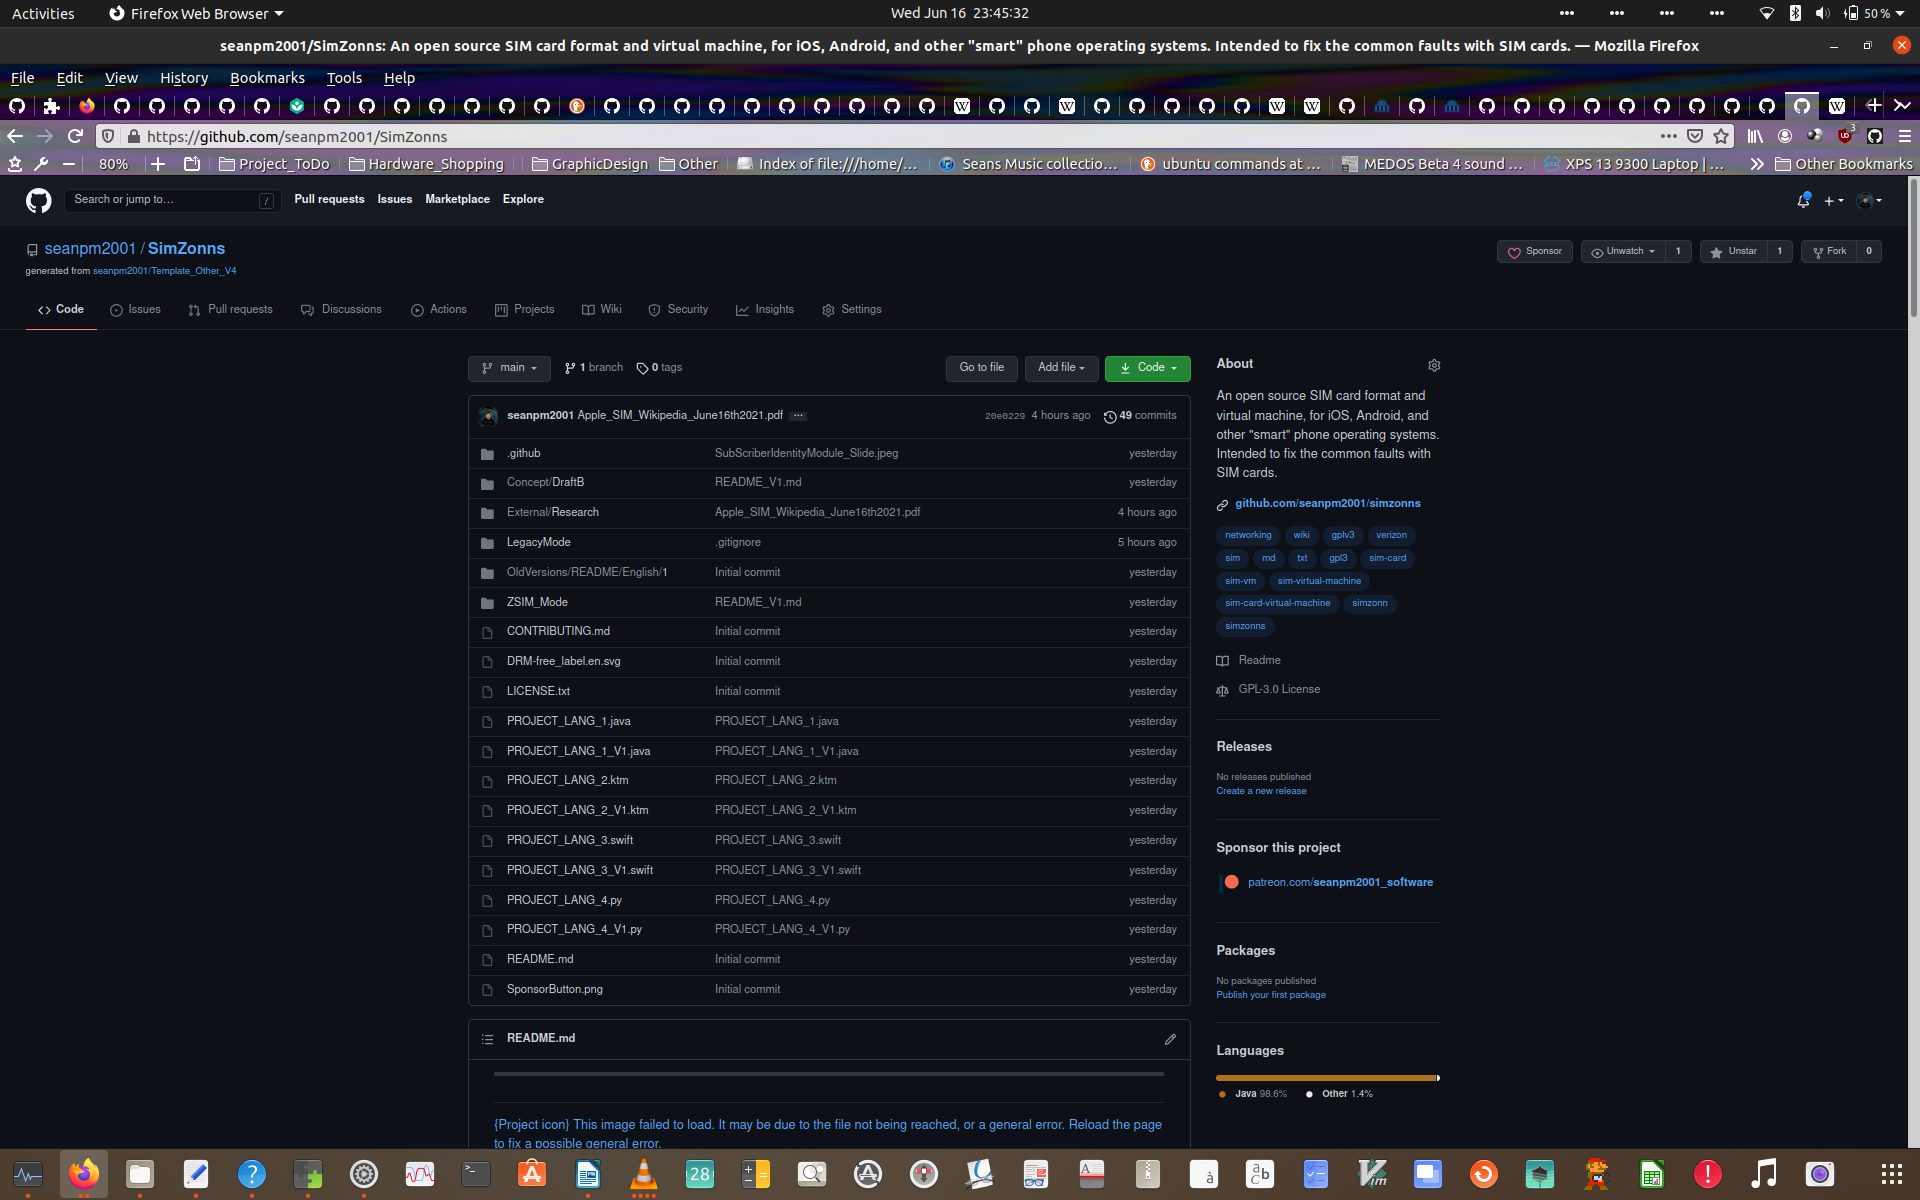 Activities Firefox Web Browser Wed Jun 16 23:45:32 50 %
seanpm2001/SimZonns: An open source SIM card format and virtual machine, for iOS, Android, and other "smart" phone operating systems. Intended to fix the common faults with SIM cards. — Mozilla Firefox
File Edit View History Bookmarks Tools Help
https://github.com/seanpm2001/SimZonns 3
80% Project_ToDo Hardware_Shopping GraphicDesign Other Index of file:///home/... Seans Music collectio... ubuntu commands at ... MEDOS Beta 4 sound ... XPS 13 9300 Laptop | ... Other Bookmarks
Search or jump to... / Pull requests Issues Marketplace Explore
seanpm2001 / SimZonns Sponsor Unwatch 1 Unstar 1 Fork 0
generated from seanpm2001/Template_Other_V4
Code Issues Pull requests Discussions Actions Projects Wiki Security Insights Settings
main 1 branch 0 tags Go to file Add file Code
seanpm2001 Apple_SIM_Wikipedia_June16th2021.pdf ... 20e0229 4 hours ago 49 commits
.github SubScriberIdentityModule_Slide.jpeg yesterday
Concept/DraftB README_V1.md yesterday
External/Research Apple_SIM_Wikipedia_June16th2021.pdf 4 hours ago
LegacyMode .gitignore 5 hours ago
OldVersions/README/English/1 Initial commit yesterday
ZSIM_Mode README_V1.md yesterday
CONTRIBUTING.md Initial commit yesterday
DRM-free_label.en.svg Initial commit yesterday
LICENSE.txt Initial commit yesterday
PROJECT_LANG_1.java PROJECT_LANG_1.java yesterday
PROJECT_LANG_1_V1.java PROJECT_LANG_1_V1.java yesterday
PROJECT_LANG_2.ktm PROJECT_LANG_2.ktm yesterday
PROJECT_LANG_2_V1.ktm PROJECT_LANG_2_V1.ktm yesterday
PROJECT_LANG_3.swift PROJECT_LANG_3.swift yesterday
PROJECT_LANG_3_V1.swift PROJECT_LANG_3_V1.swift yesterday
PROJECT_LANG_4.py PROJECT_LANG_4.py yesterday
PROJECT_LANG_4_V1.py PROJECT_LANG_4_V1.py yesterday
README.md Initial commit yesterday
SponsorButton.png Initial commit yesterday
README.md
{Project icon} This image failed to load. It may be due to the file not being reached, or a general error. Reload the page
to fix a possible general error.
About
An open source SIM card format and
virtual machine, for iOS, Android, and
other "smart" phone operating systems.
Intended to fix the common faults with
SIM cards.
github.com/seanpm2001/simzonns
networking wiki gplv3 verizon
sim md txt gpl3 sim-card
sim-vm sim-virtual-machine
sim-card-virtual-machine simzonn
simzonns
Readme
GPL-3.0 License
Releases
No releases published
Create a new release
Sponsor this project
patreon.com/seanpm2001_software
Packages
No packages published
Publish your first package
Languages
Java 98.6% Other 1.4%
28